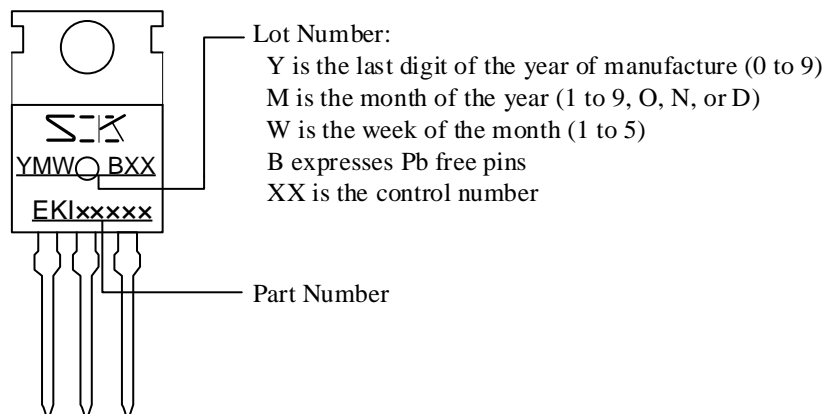 Lot Number:
Y is the last digit of the year of manufacture (0 to 9)
M is the month of the year (1 to 9, O, N, or D)
W is the week of the month (1 to 5)
B expresses Pb free pins
XX is the control number
SK
YMW○ BXX
EKI×××××
Part Number